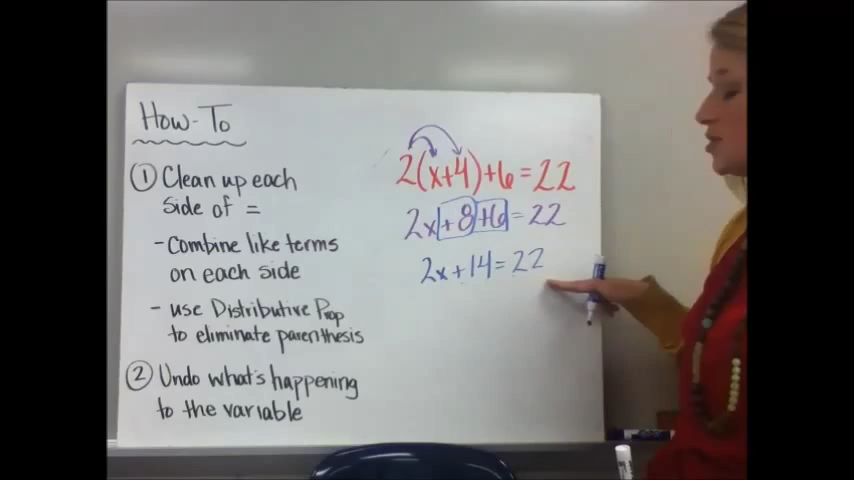 How-To
① Clean up each
side of =
- Combine like terms
on each side
- use Distributive Prop
to eliminate parenthesis
② Undo what's happening
to the variable
2(x+4)+6=22
2x+8+6=22
2x+14=22